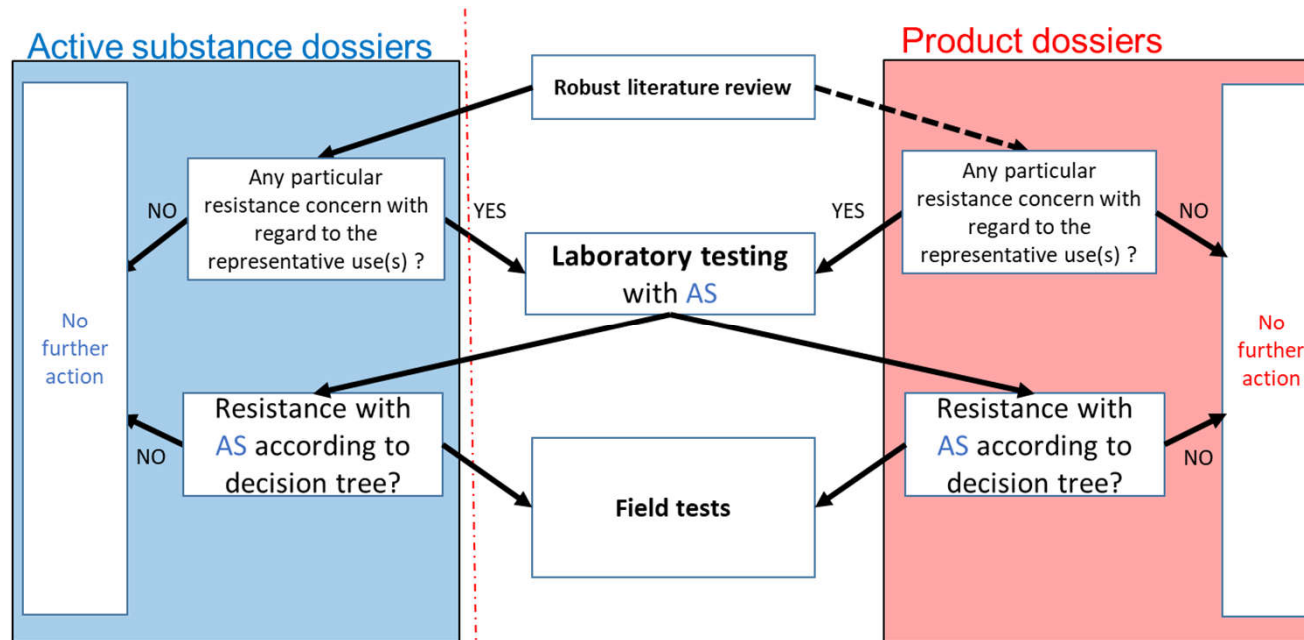 Active substance dossiers
Product dossiers
Robust literature review
Any particular
resistance concern with
regard to the
representative use(s) ?
Any particular
resistance concern with
regard to the
representative use(s) ?
NO
YES
YES
NO
Laboratory testing
with AS
No
further
action
No
further
action
Resistance with
AS according to
decision tree?
Resistance with
AS according to
decision tree?
NO
NO
Field tests